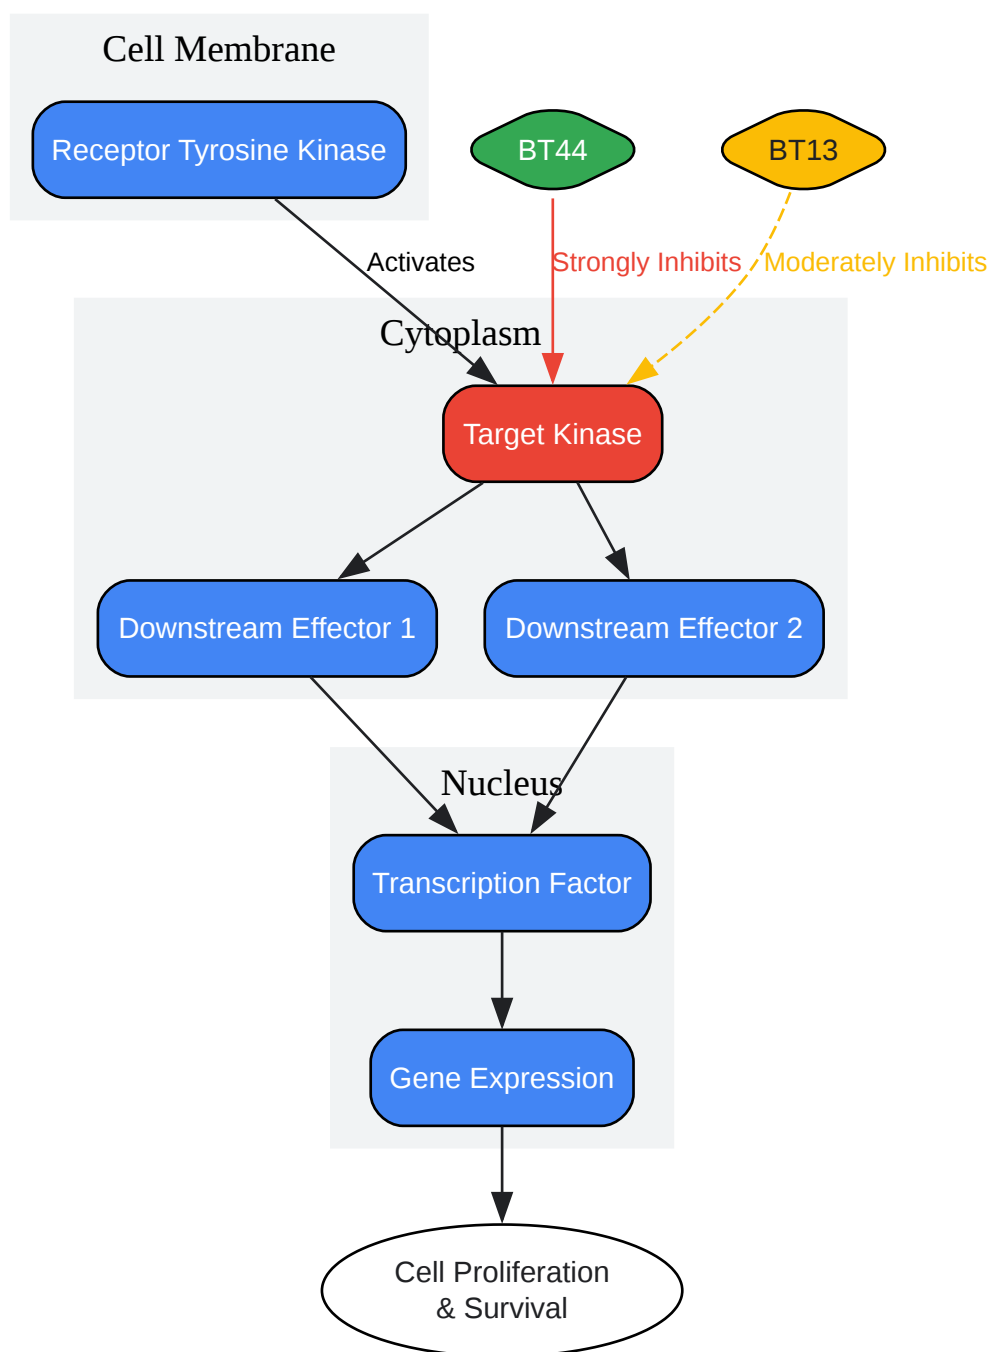 Cell Membrane
Receptor Tyrosine Kinase
BT44
BT13
Activates
Strongly Inhibits
Moderately Inhibits
Cytoplasm
Target Kinase
Downstream Effector 1
Downstream Effector 2
Nucleus
Transcription Factor
Gene Expression
Cell Proliferation
& Survival